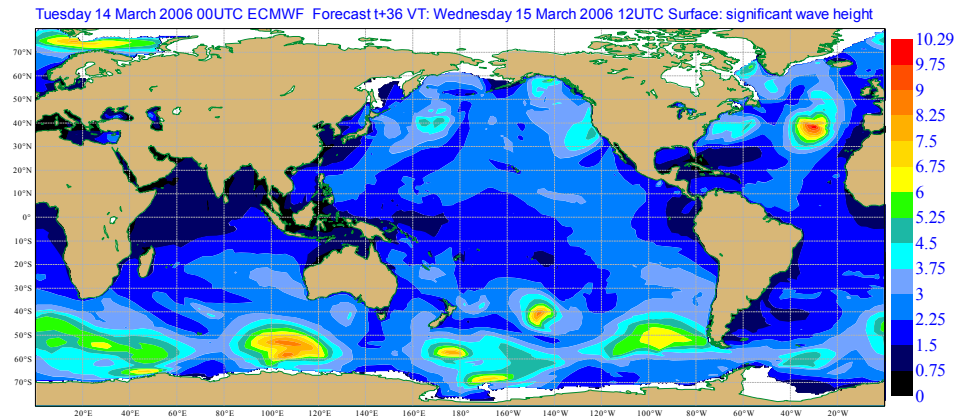 Tuesday 14 March 2006 00UTC ECMWF Forecast t+36 VT: Wednesday 15 March 2006 12UTC Surface: significant wave height
70°N
60°N
50°N
40°N
30°N
20°N
10°N
0°
10°S
20°S
30°S
40°S
50°S
60°S
70°S
20°E 40°E 60°E 80°E 100°E 120°E 140°E 160°E 180° 160°W 140°W 120°W 100°W 80°W 60°W 40°W 20°W
10.29
9.75
9
8.25
7.5
6.75
6
5.25
4.5
3.75
3
2.25
1.5
0.75
0